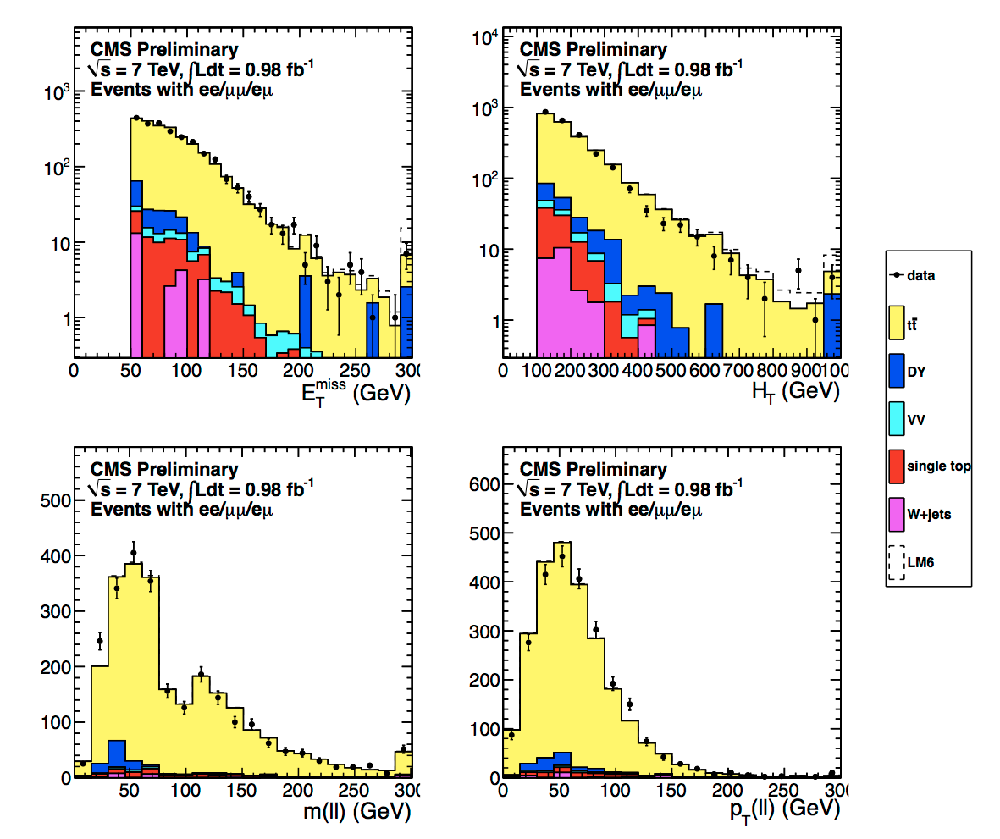 CMS Preliminary
√s = 7 TeV, ∫Ldt = 0.98 fb⁻¹
Events with ee/μμ/eμ
10³
10²
10
1
0 50 100 150 200 250 300
E_T^miss (GeV)
CMS Preliminary
√s = 7 TeV, ∫Ldt = 0.98 fb⁻¹
Events with ee/μμ/eμ
10⁴
10³
10²
10
1
0 100 200 300 400 500 600 700 800 900 100
H_T (GeV)
data
tt̄
DY
VV
single top
W+jets
LM6
CMS Preliminary
√s = 7 TeV, ∫Ldt = 0.98 fb⁻¹
Events with ee/μμ/eμ
500
400
300
200
100
0
50 100 150 200 250 300
m(ll) (GeV)
CMS Preliminary
√s = 7 TeV, ∫Ldt = 0.98 fb⁻¹
Events with ee/μμ/eμ
600
500
400
300
200
100
0
0 50 100 150 200 250 300
p_T(ll) (GeV)